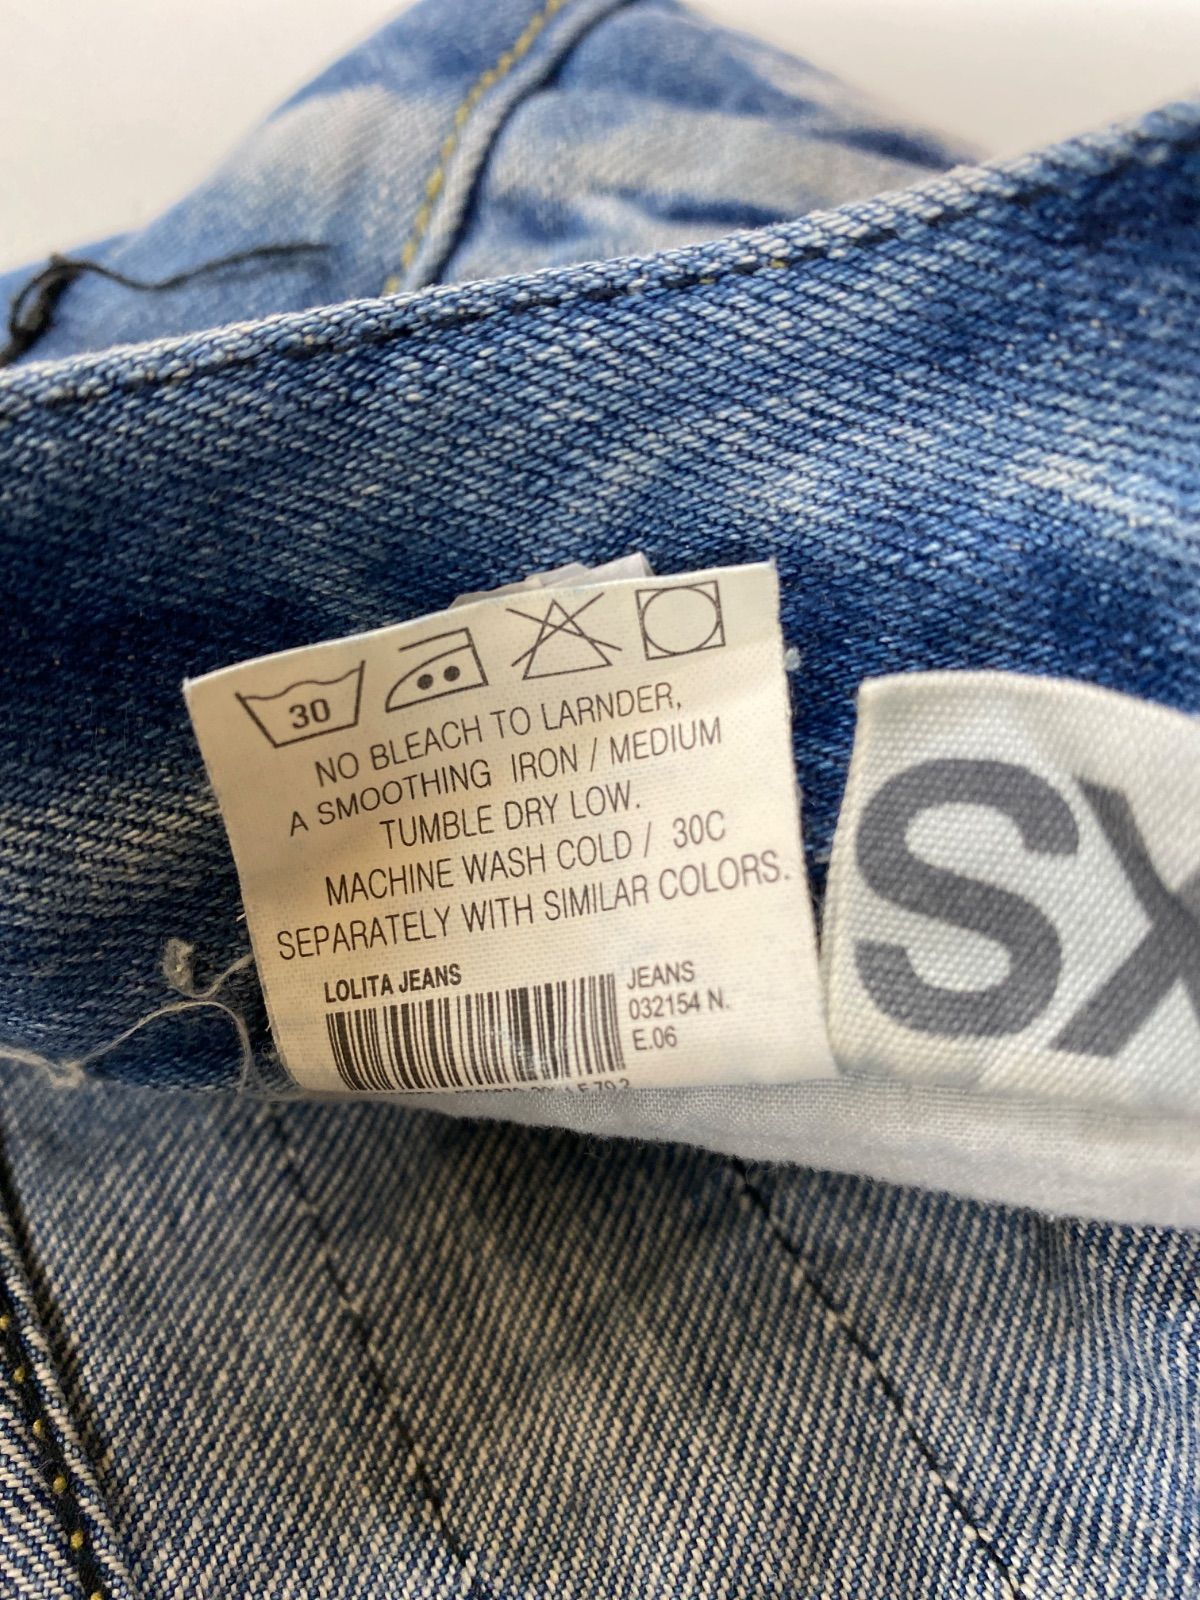 30
NO BLEACH TO LARNDER,
A SMOOTHING IRON / MEDIUM
TUMBLE DRY LOW.
MACHINE WASH COLD / 30C
SEPARATELY WITH SIMILAR COLORS.
LOLITA JEANS
JEANS
032154 N.
E.06
SX